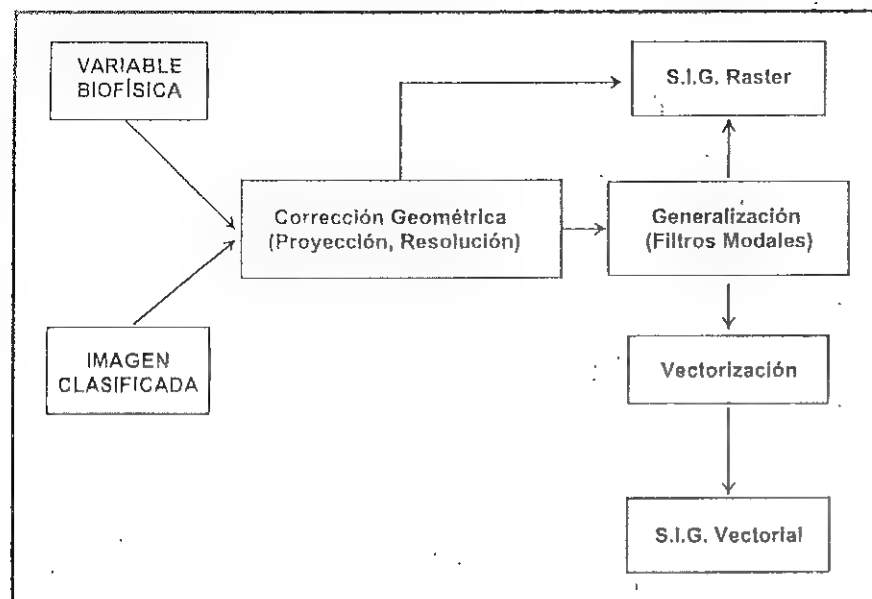 VARIABLE
BIOFÍSICA
S.I.G. Raster
Corrección Geométrica
(Proyección, Resolución)
Generalización
(Filtros Modales)
IMAGEN
CLASIFICADA
Vectorización
S.I.G. Vectorial